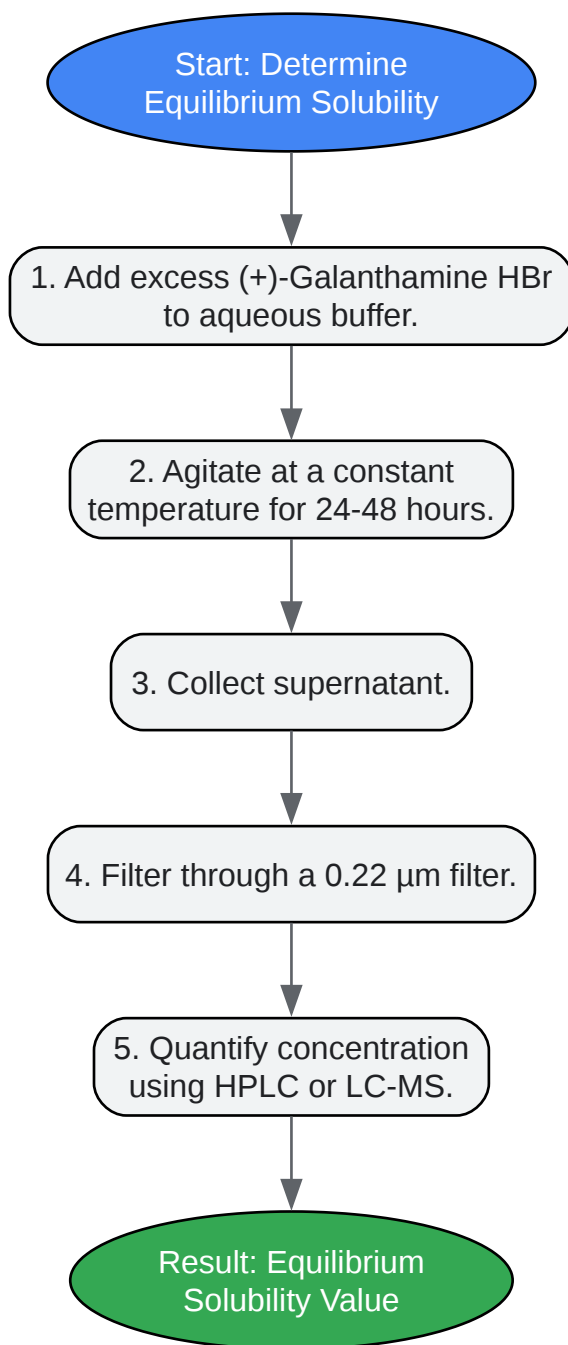 Start: Determine
Equilibrium Solubility
1. Add excess (+)-Galanthamine HBr
to aqueous buffer.
2. Agitate at a constant
temperature for 24-48 hours.
3. Collect supernatant.
4. Filter through a 0.22 µm filter.
5. Quantify concentration
using HPLC or LC-MS.
Result: Equilibrium
Solubility Value